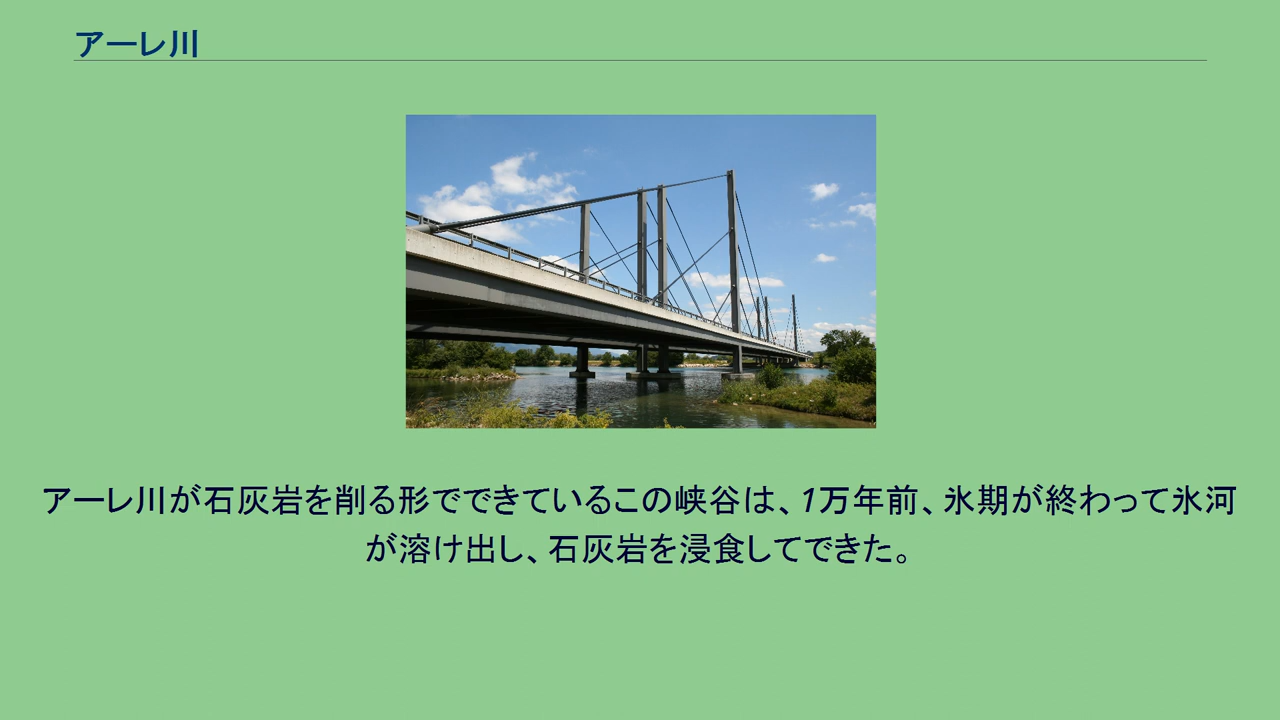 アーレ川
アーレ川が石灰岩を削る形でできているこの峡谷は、1万年前、氷期が終わって氷河
が溶け出し、石灰岩を浸食してできた。